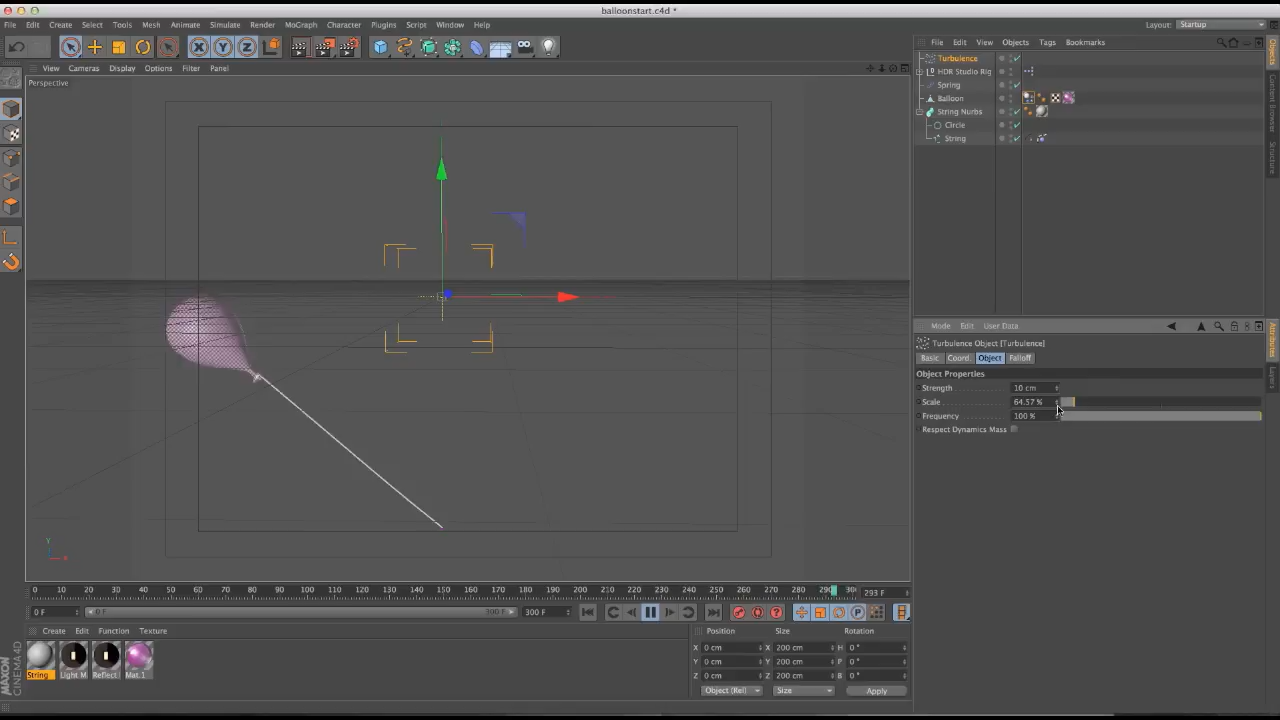 balloonstart.c4d *
File Edit Create Select Tools Mesh Animate Simulate Render MoGraph Character Plugins Script Window Help
Layout: Startup
View Cameras Display Options Filter Panel
File Edit View Objects Tags Bookmarks
Perspective
Turbulence
HDR Studio Rig
Spring
Balloon
String Nurbs
Circle
String
Objects
Content Browser
Structure
Mode Edit User Data
Turbulence Object [Turbulence]
Basic Coord. Object Falloff
Object Properties
Strength 10 cm
Scale 64.57 %
Frequency 100 %
Respect Dynamics Mass
Attributes
Layers
Y
X
0 10 20 30 40 50 60 70 80 90 100 110 120 130 140 150 160 170 180 190 200 210 220 230 240 250 260 270 280 290 300
293 F
0 F 0 F 300 F 300 F
Create Edit Function Texture
String Light M Reflect Mat.1
Position Size Rotation
X 0 cm X 200 cm H 0 °
Y 0 cm Y 200 cm P 0 °
Z 0 cm Z 200 cm B 0 °
Object (Rel) Size Apply
MAXON
CINEMA 4D